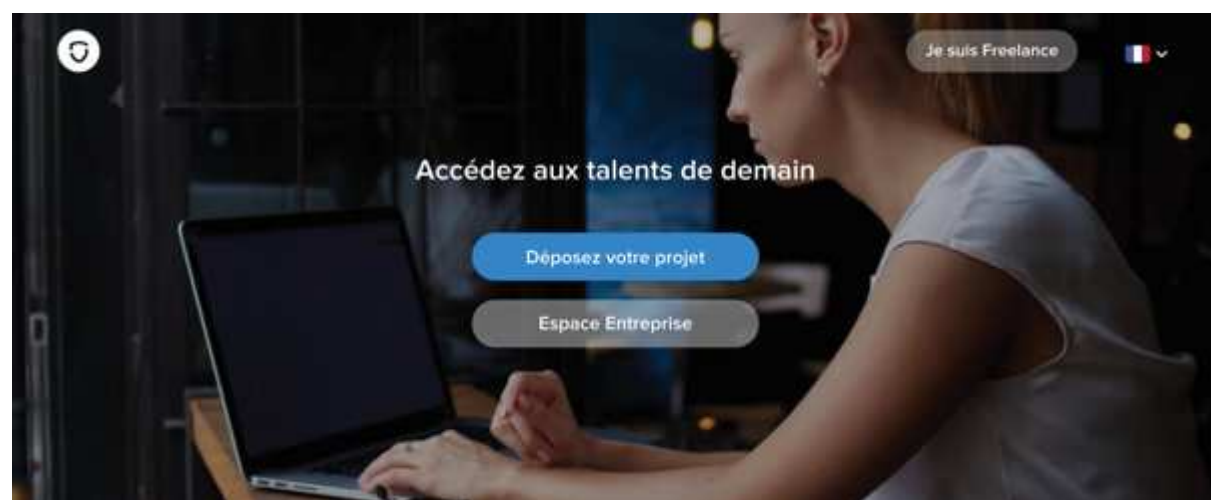 Je suis Freelance
Accédez aux talents de demain
Déposez votre projet
Espace Entreprise